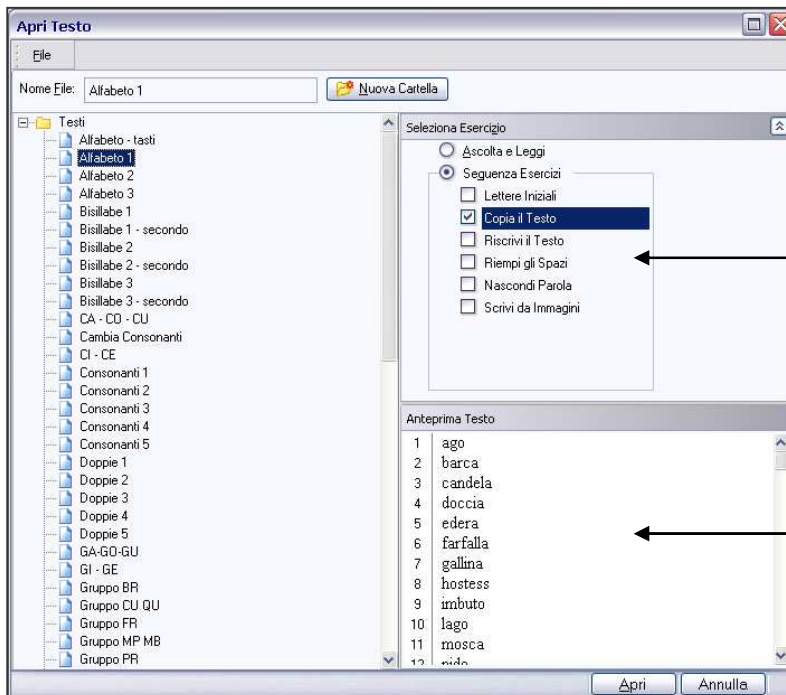 Apri Testo
File
Nome File: Alfabeto 1 Nuova Cartella
Testi
Alfabeto - tasti
Alfabeto 1
Alfabeto 2
Alfabeto 3
Bisillabe 1
Bisillabe 1 - secondo
Bisillabe 2
Bisillabe 2 - secondo
Bisillabe 3
Bisillabe 3 - secondo
CA - CO - CU
Cambia Consonanti
CI - CE
Consonanti 1
Consonanti 2
Consonanti 3
Consonanti 4
Consonanti 5
Doppie 1
Doppie 2
Doppie 3
Doppie 4
Doppie 5
GA-GO-GU
GI - GE
Gruppo BR
Gruppo CU QU
Gruppo FR
Gruppo MP MB
Gruppo PR
Seleziona Esercizio
Ascolta e Leggi
Seguenza Esercizi
Lettere Iniziali
Copia il Testo
Riscrivi il Testo
Riempi gli Spazi
Nascondi Parola
Scrivi da Immagini
Anteprima Testo
1 ago
2 barca
3 candela
4 doccia
5 edera
6 farfalla
7 gallina
8 hostess
9 imbuto
10 lago
11 mosca
12 nido
Apri Annulla